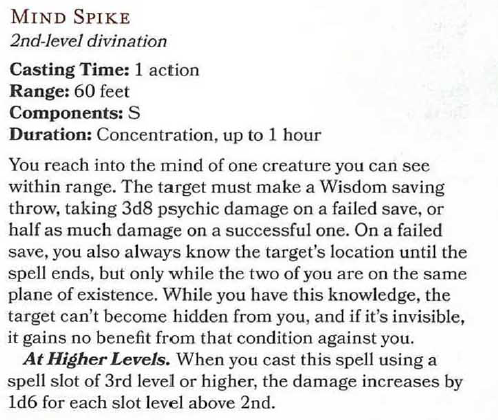 MIND SPIKE
2nd-level divination
Casting Time: 1 action
Range: 60 feet
Components: S
Duration: Concentration, up to 1 hour
You reach into the mind of one creature you can see
within range. The target must make a Wisdom saving
throw, taking 3d8 psychic damage on a failed save, or
half as much damage on a successful one. On a failed
save, you also always know the target's location until the
spell ends, but only while the two of you are on the same
plane of existence. While you have this knowledge, the
target can't become hidden from you, and if it's invisible,
it gains no benefit from that condition against you.
At Higher Levels. When you cast this spell using a
spell slot of 3rd level or higher, the damage increases by
1d6 for each slot level above 2nd.